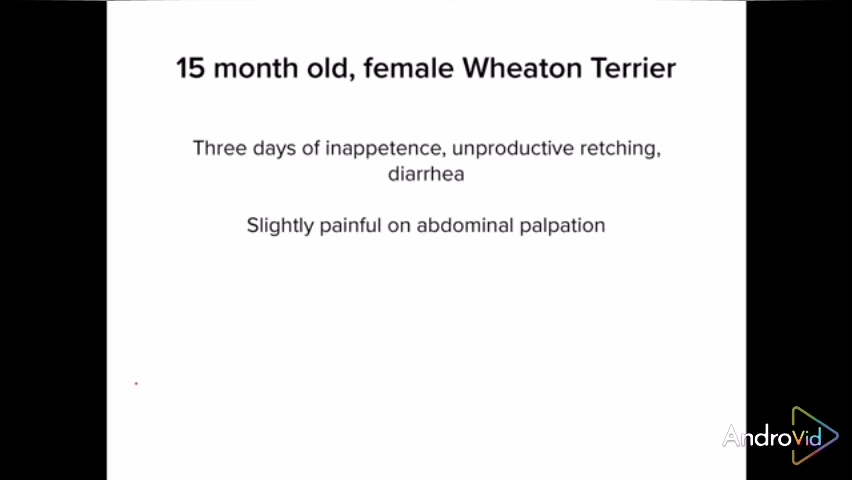 15 month old, female Wheaton Terrier
Three days of inappetence, unproductive retching,
diarrhea
Slightly painful on abdominal palpation
AndroVid